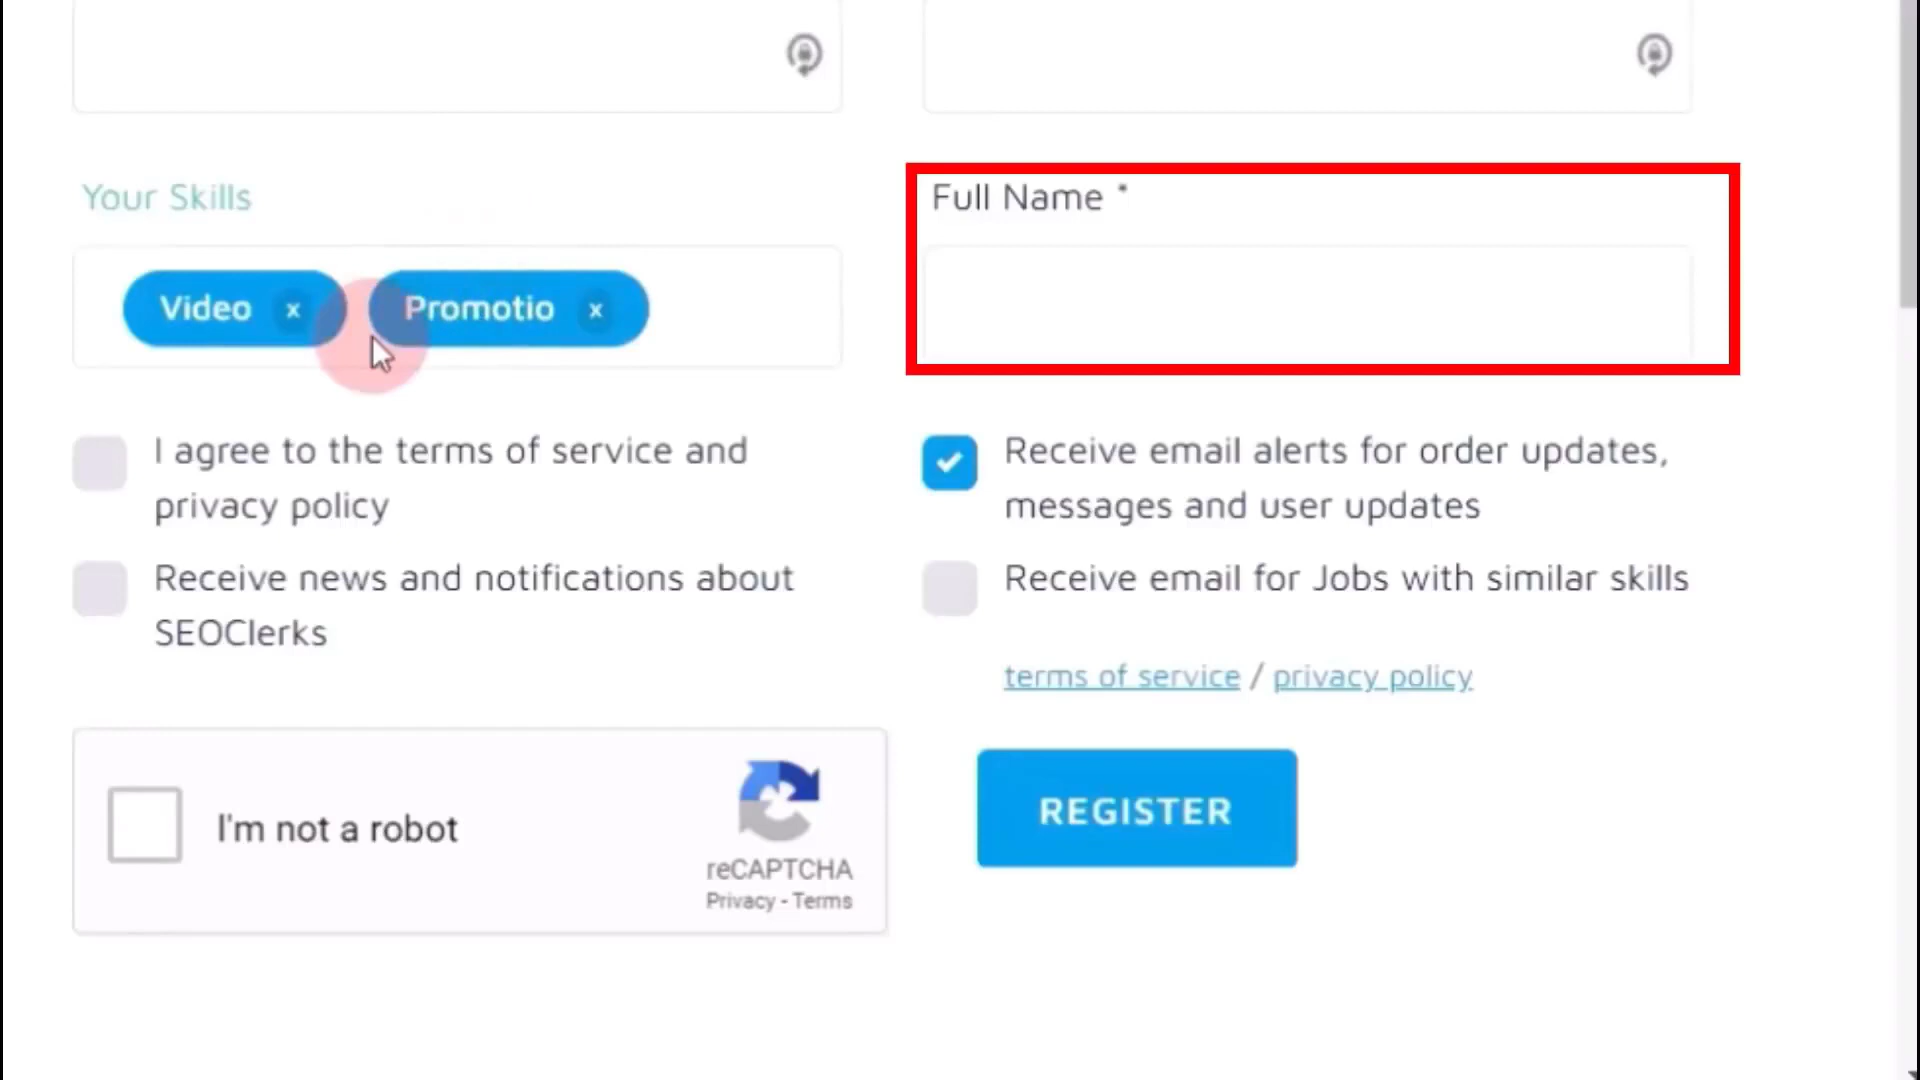 Your Skills
Full Name *
Video x
Promotio x
I agree to the terms of service and
privacy policy
Receive email alerts for order updates,
messages and user updates
Receive news and notifications about
SEOClerks
Receive email for Jobs with similar skills
terms of service / privacy policy
I'm not a robot
reCAPTCHA
Privacy - Terms
REGISTER